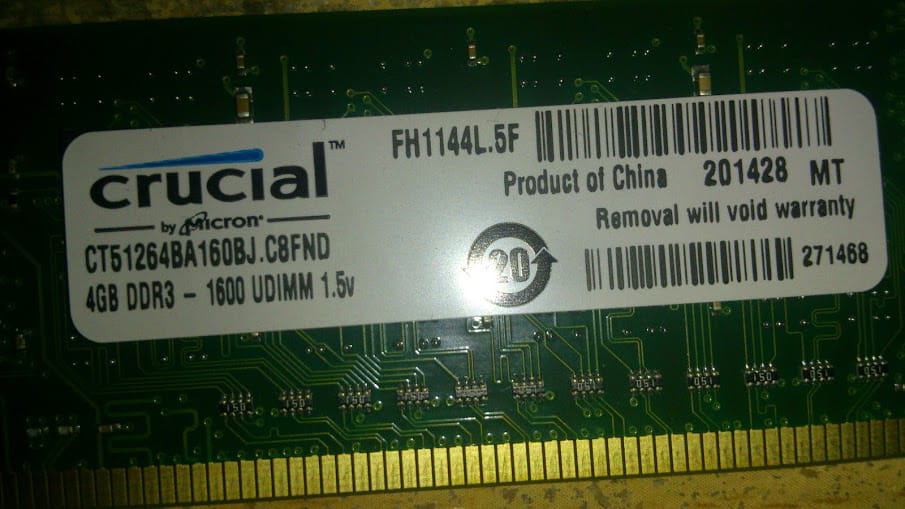 crucial™
by Micron®
CT51264BA160BJ.C8FND
4GB DDR3 - 1600 UDIMM 1.5v
FH1144L.5F
Product of China 201428 MT
Removal will void warranty
20
271468